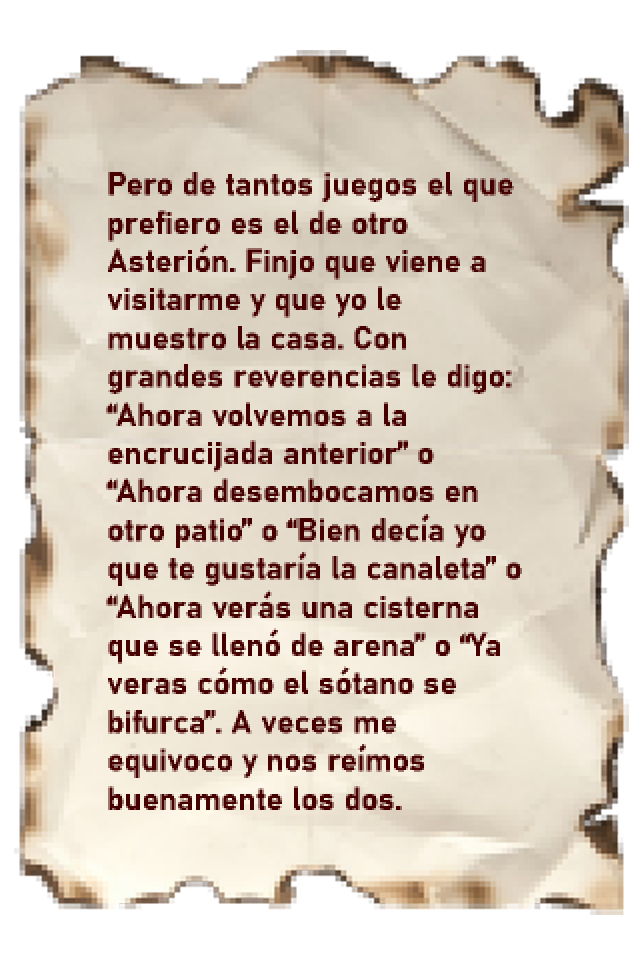 Pero de tantos juegos el que
prefiero es el de otro
Asterión. Finjo que viene a
visitarme y que yo le
muestro la casa. Con
grandes reverencias le digo:
“Ahora volvemos a la
encrucijada anterior” o
“Ahora desembocamos en
otro patio” o “Bien decía yo
que te gustaría la canaleta” o
“Ahora verás una cisterna
que se llenó de arena” o “Ya
veras cómo el sótano se
bifurca”. A veces me
equivoco y nos reímos
buenamente los dos.